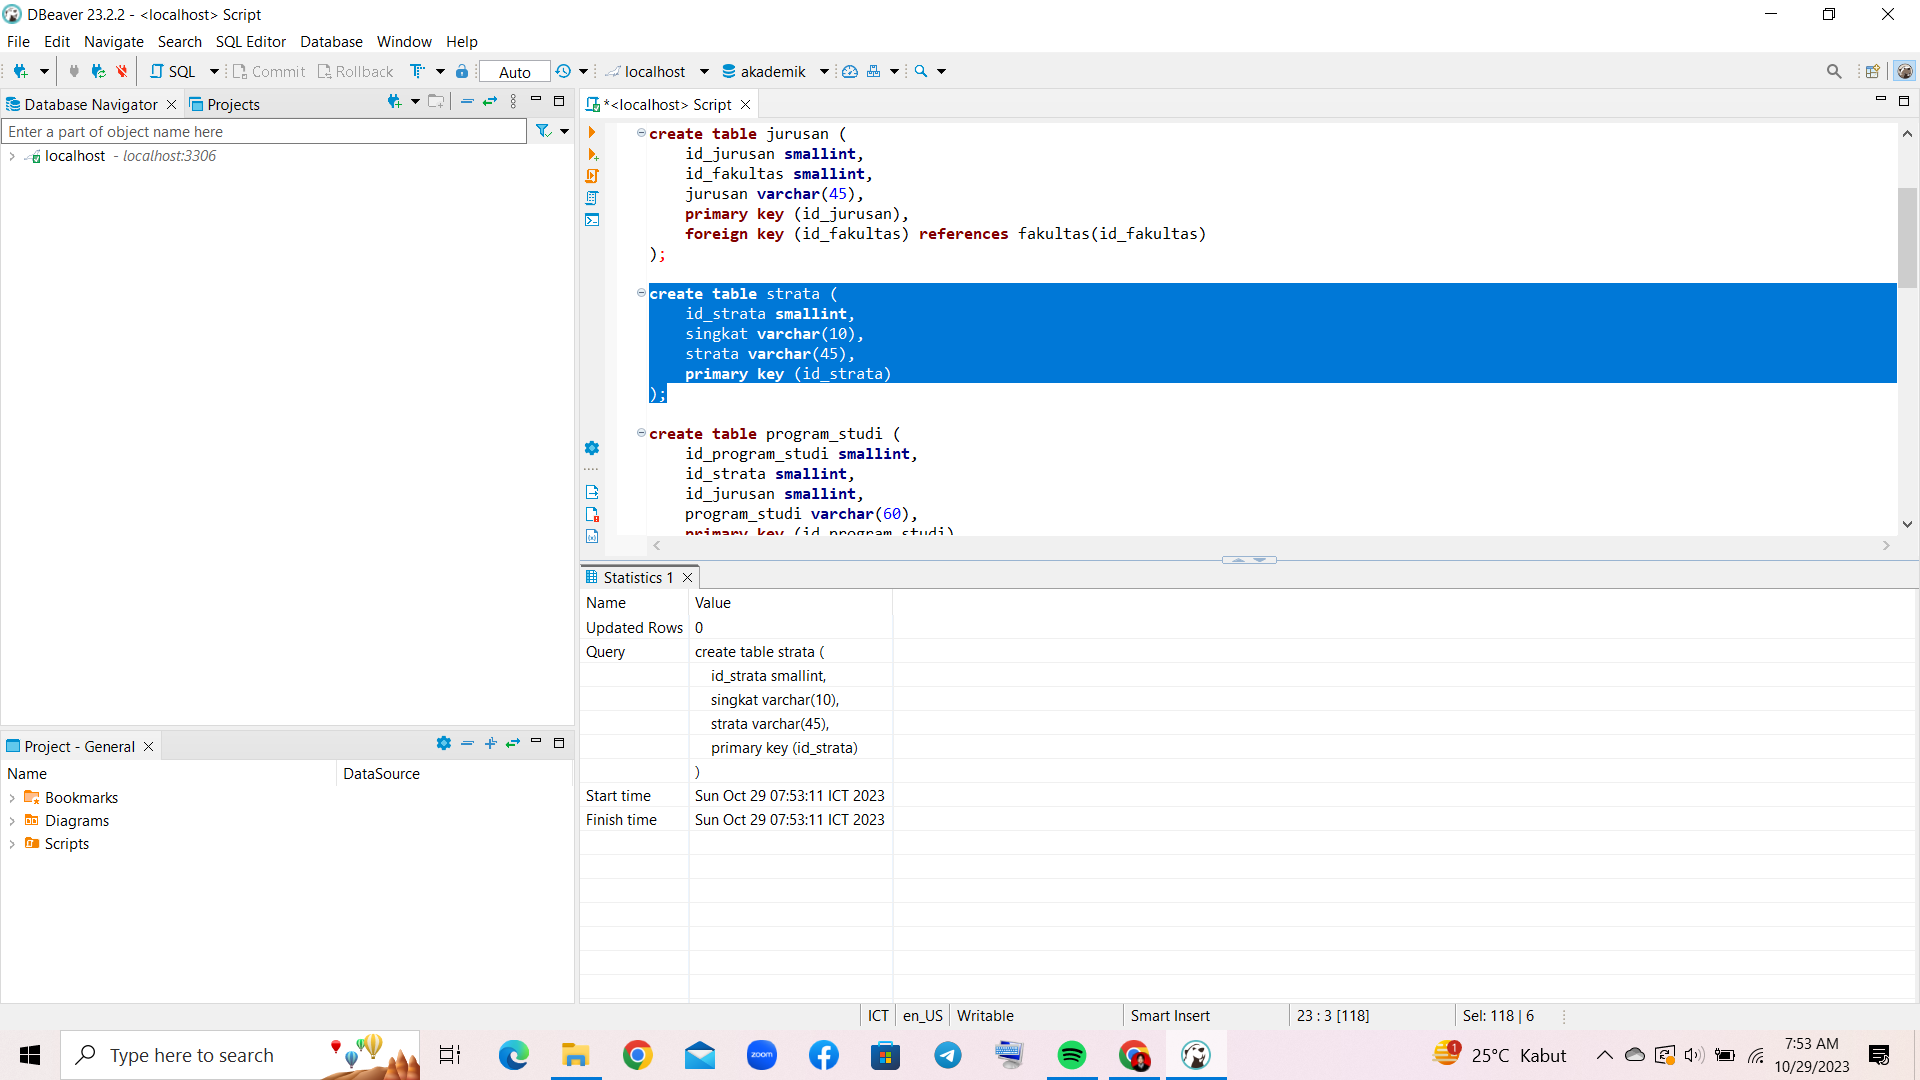 DBeaver 23.2.2 - <localhost> Script
File Edit Navigate Search SQL Editor Database Window Help
SQL Commit Rollback Auto localhost akademik
Database Navigator Projects
Enter a part of object name here
localhost - localhost:3306
*<localhost> Script
create table jurusan (
id_jurusan smallint,
id_fakultas smallint,
jurusan varchar(45),
primary key (id_jurusan),
foreign key (id_fakultas) references fakultas(id_fakultas)
);
create table strata (
id_strata smallint,
singkat varchar(10),
strata varchar(45),
primary key (id_strata)
);
create table program_studi (
id_program_studi smallint,
id_strata smallint,
id_jurusan smallint,
program_studi varchar(60),
primary key (id_program_studi)
Statistics 1
Name Value
Updated Rows 0
Query create table strata (
id_strata smallint,
singkat varchar(10),
strata varchar(45),
primary key (id_strata)
)
Start time Sun Oct 29 07:53:11 ICT 2023
Finish time Sun Oct 29 07:53:11 ICT 2023
Project - General
Name DataSource
Bookmarks
Diagrams
Scripts
ICT en_US Writable Smart Insert 23 : 3 [118] Sel: 118 | 6
Type here to search
zoom
1
25°C Kabut
7:53 AM
10/29/2023